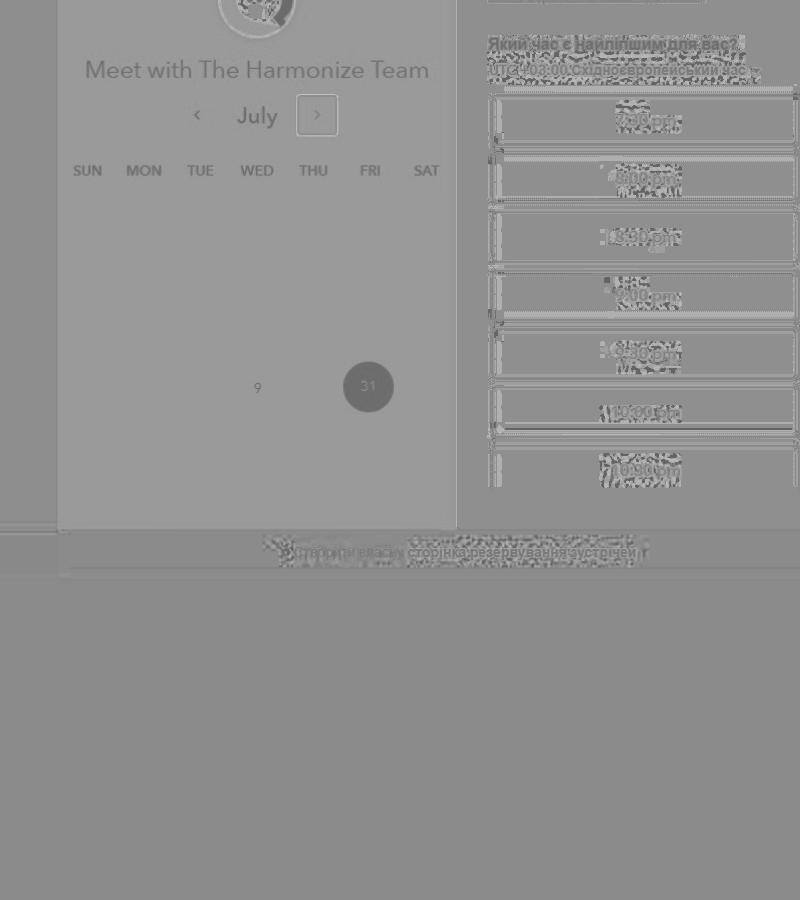 Meet with The Harmonize Team
July
SUN MON TUE WED THU FRI SAT
9 31
Який час є найліпшим для вас?
UTC +03:00 Східноєвропейський час
7:30 pm
8:00 pm
8:30 pm
9:00 pm
9:30 pm
10:00 pm
10:30 pm
Створити власну сторінка резервування зустрічей